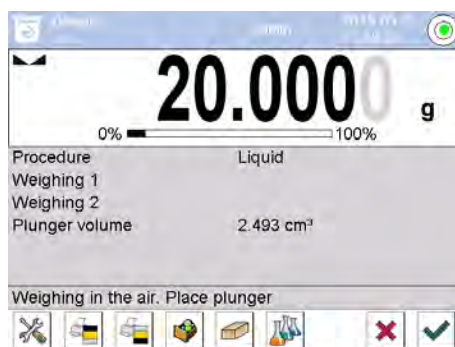 20.0000 g
0% 100%
Procedure Liquid
Weighing 1
Weighing 2
Plunger volume 2.493 cm³
Weighing in the air. Place plunger